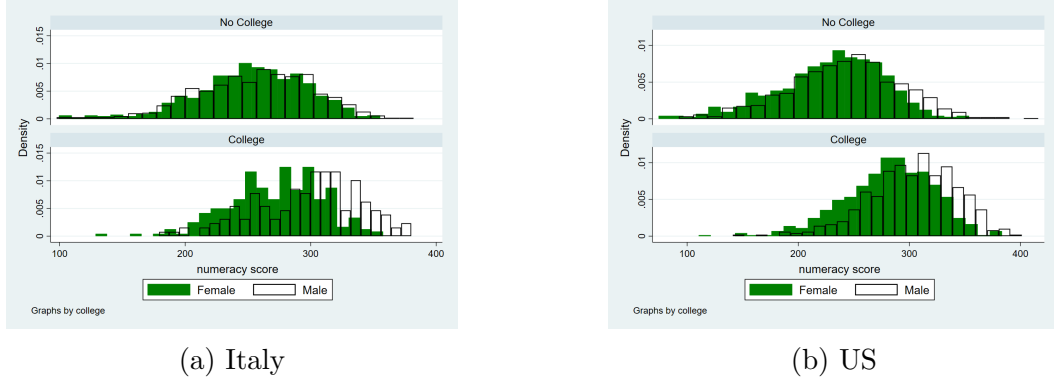 No College
.015
.01
.005
0
Density
College
.015
.01
.005
0
100 200 300 400
numeracy score
Female Male
Graphs by college
(a) Italy
No College
.01
.005
0
Density
College
.01
.005
0
100 200 300 400
numeracy score
Female Male
Graphs by college
(b) US